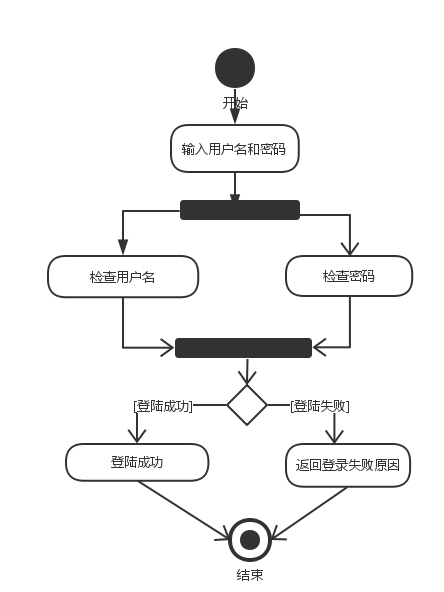 开始
输入用户名和密码
检查用户名
检查密码
[登陆成功]
[登陆失败]
登陆成功
返回登录失败原因
结束